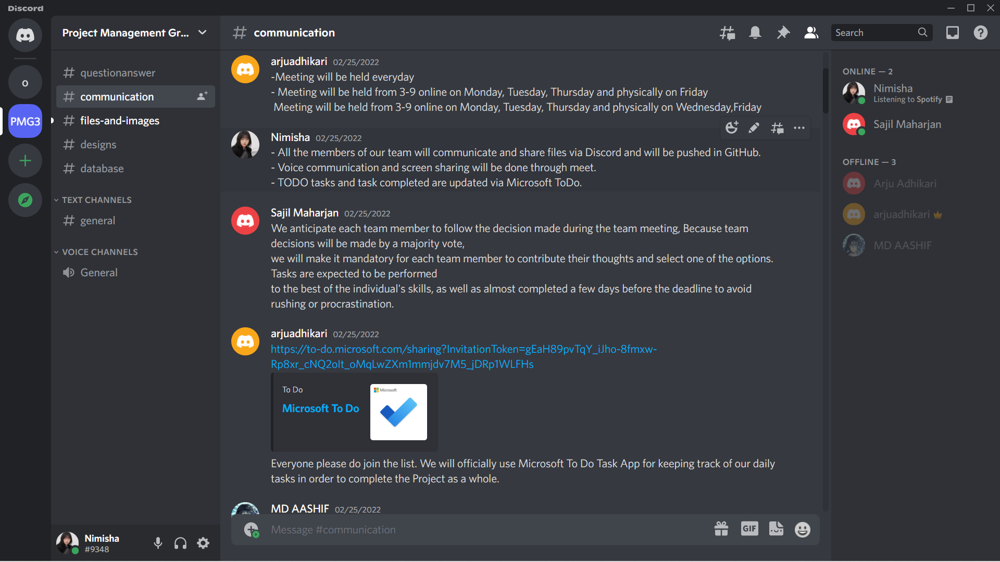 Discord
Project Management Gr...
communication
Search
questionanswer
communication
files-and-images
designs
database
TEXT CHANNELS
general
VOICE CHANNELS
General
o
PMG3
arjuadhikari 02/25/2022
-Meeting will be held everyday
- Meeting will be held from 3-9 online on Monday, Tuesday, Thursday and physically on Friday
Meeting will be held from 3-9 online on Monday, Tuesday, Thursday and physically on Wednesday,Friday
Nimisha 02/25/2022
- All the members of our team will communicate and share files via Discord and will be pushed in GitHub.
- Voice communication and screen sharing will be done through meet.
- TODO tasks and task completed are updated via Microsoft ToDo.
Sajil Maharjan 02/25/2022
We anticipate each team member to follow the decision made during the team meeting, Because team
decisions will be made by a majority vote,
we will make it mandatory for each team member to contribute their thoughts and select one of the options.
Tasks are expected to be performed
to the best of the individual's skills, as well as almost completed a few days before the deadline to avoid
rushing or procrastination.
arjuadhikari 02/25/2022
https://to-do.microsoft.com/sharing?InvitationToken=gEaH89pvTqY_iJho-8fmxw-
Rp8xr_cNQ2oIt_oMqLwZXm1mmjdv7M5_jDRp1WLFHs
To Do
Microsoft To Do
Microsoft
Everyone please do join the list. We will officially use Microsoft To Do Task App for keeping track of our daily
tasks in order to complete the Project as a whole.
MD AASHIF 02/25/2022
Message #communication
GIF
ONLINE — 2
Nimisha
Listening to Spotify
Sajil Maharjan
OFFLINE — 3
Arju Adhikari
arjuadhikari
MD AASHIF
Nimisha
#9348